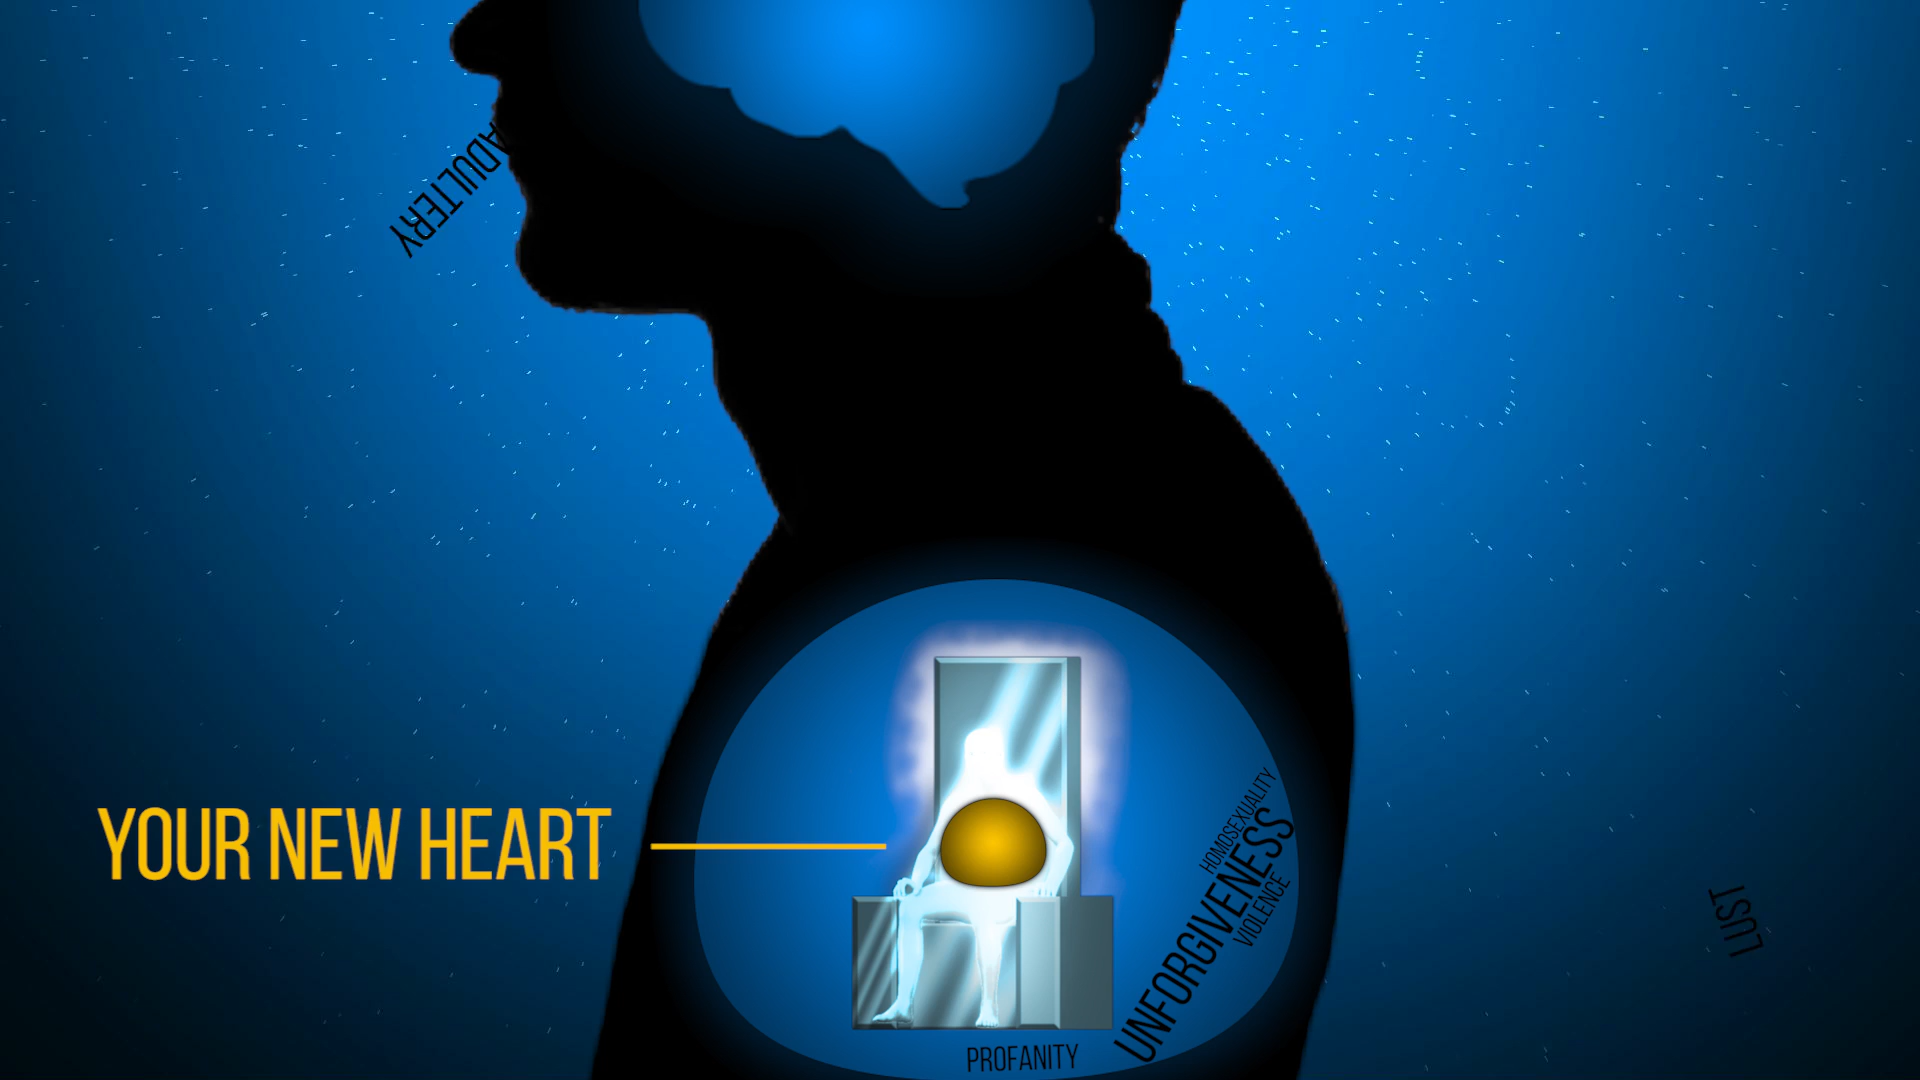 ADULTERY
YOUR NEW HEART
HOMOSEXUALITY
UNFORGIVENESS
VIOLENCE
LUST
PROFANITY